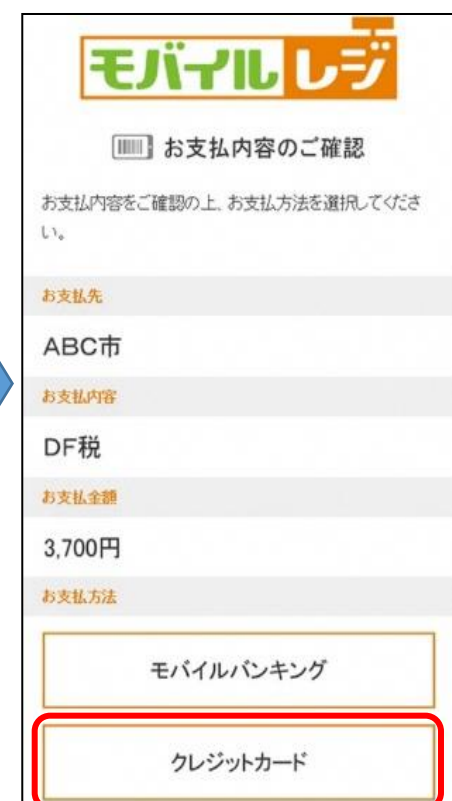 モバイルレジ
お支払内容のご確認
お支払内容をご確認の上、お支払方法を選択してくださ
い。
お支払先
ABC市
お支払内容
DF税
お支払金額
3,700円
お支払方法
モバイルバンキング
クレジットカード